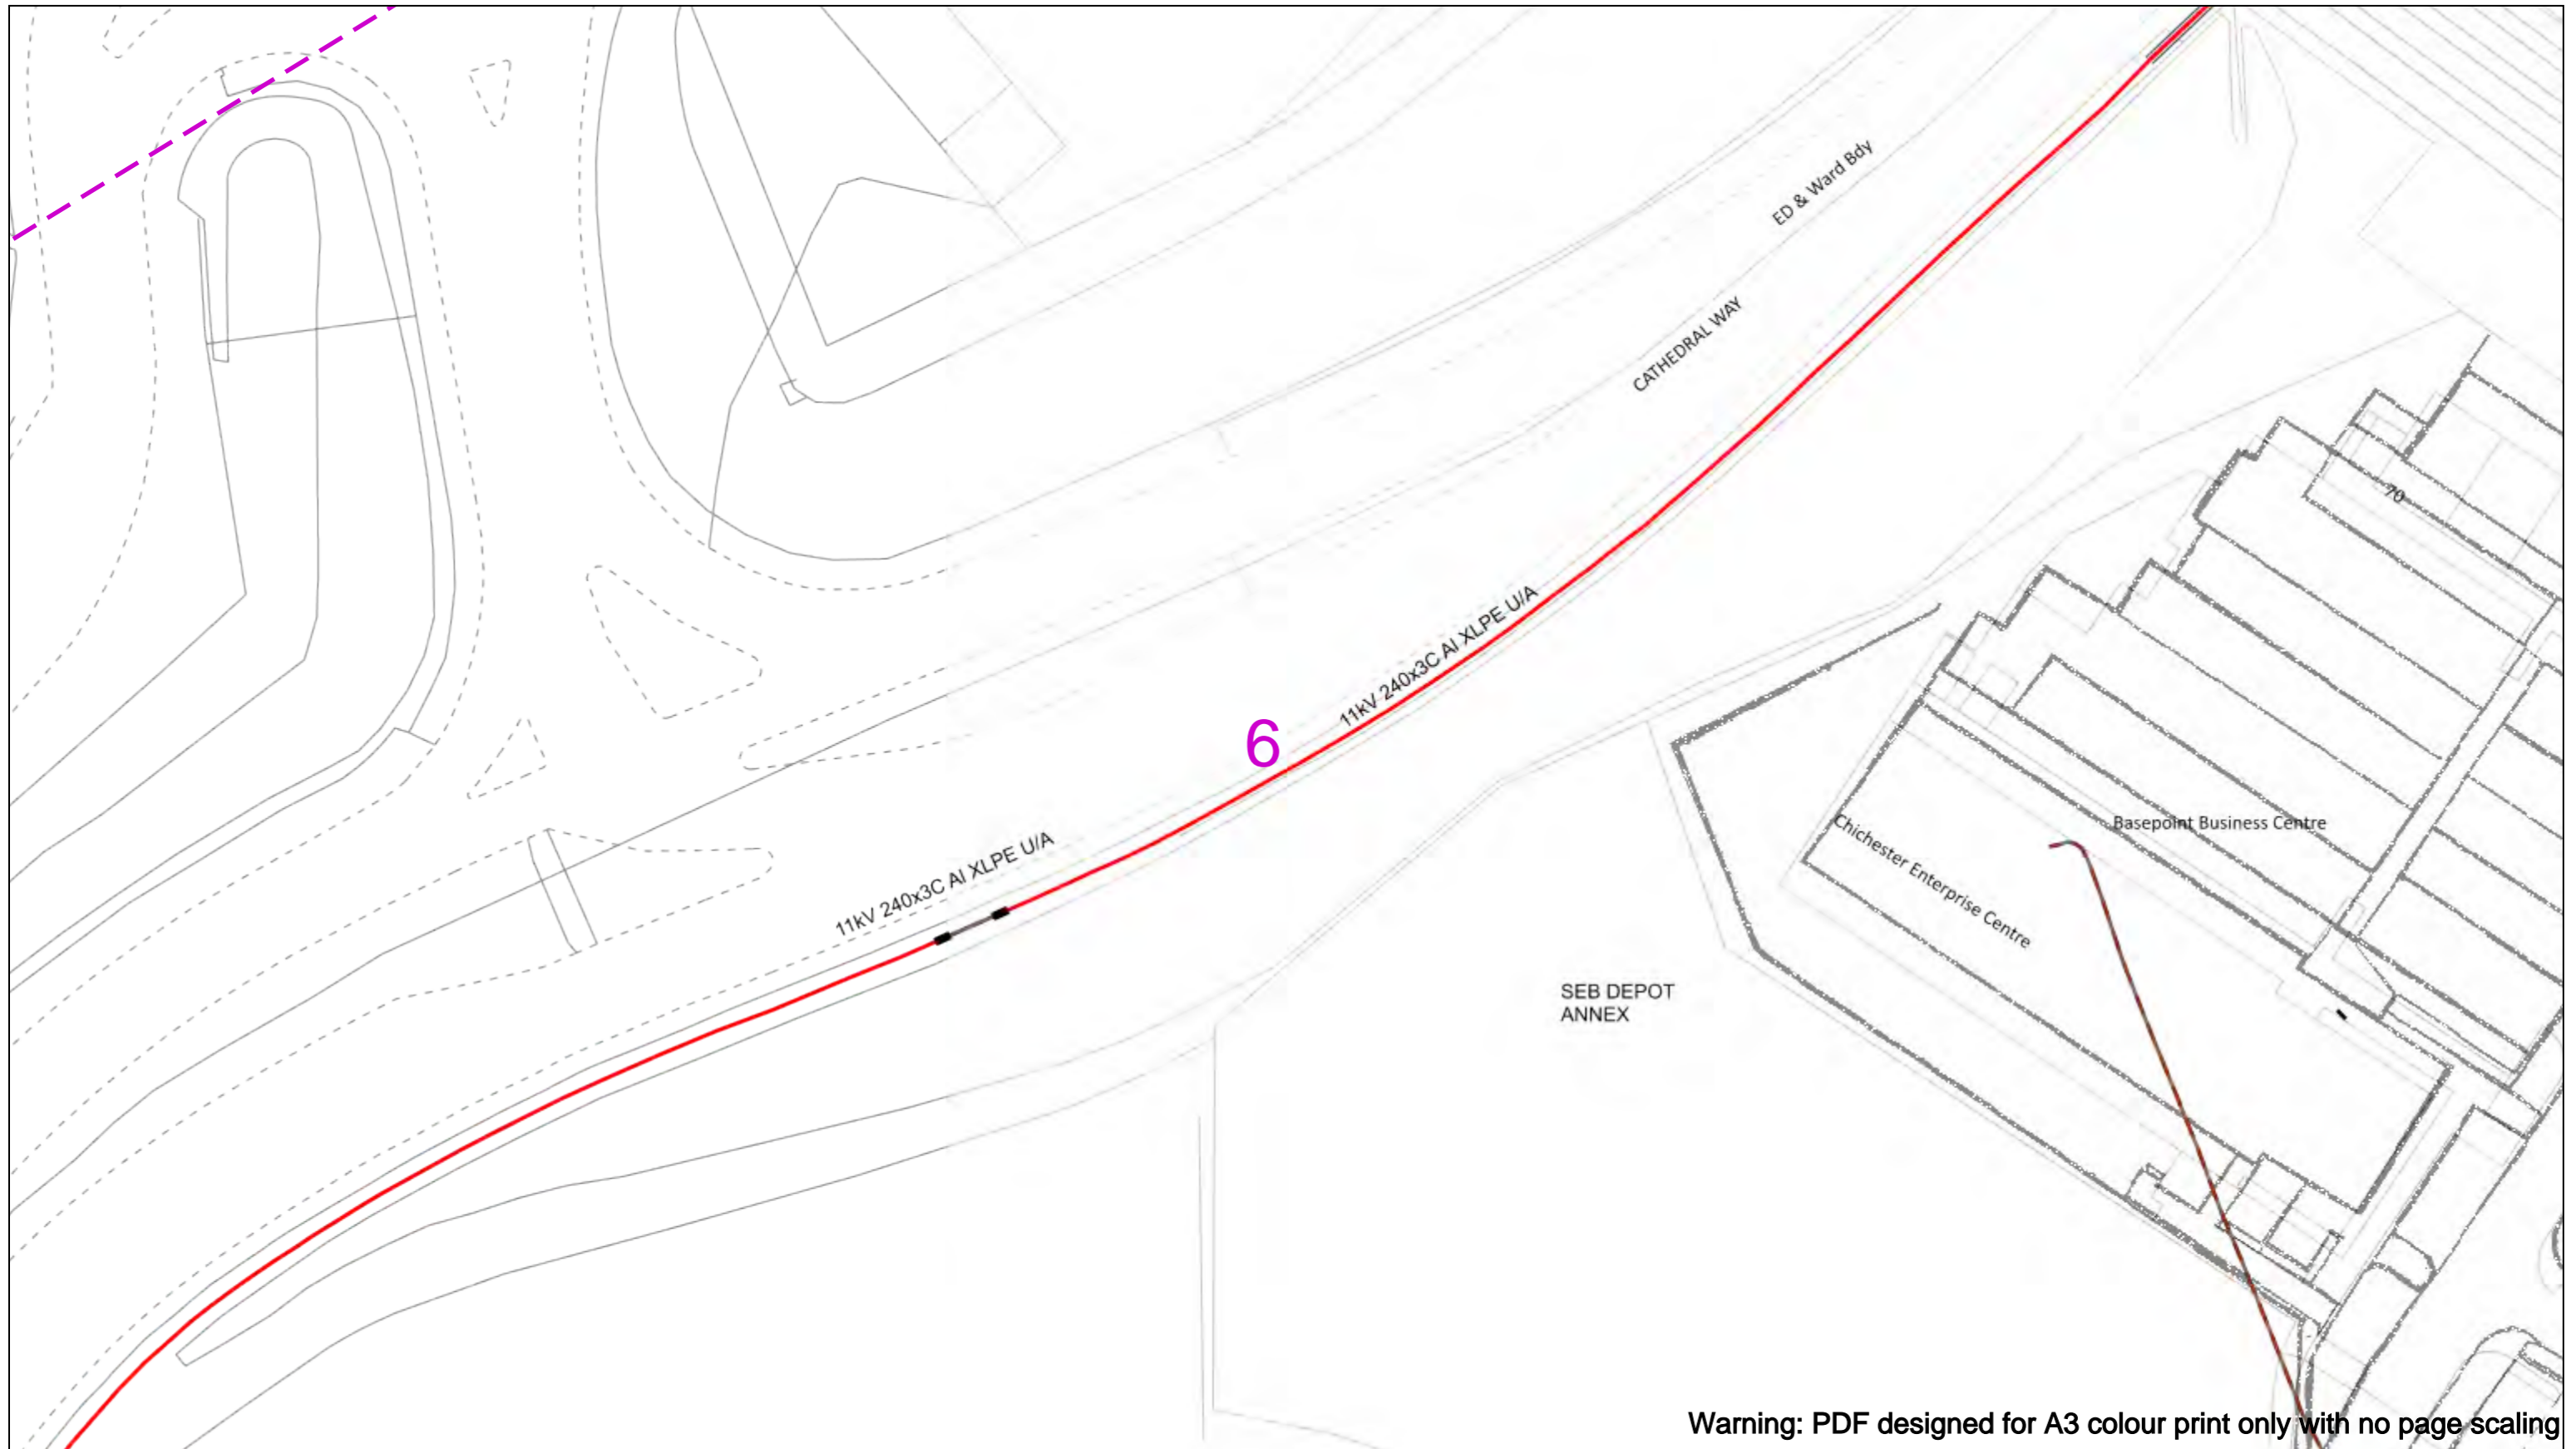 ED & Ward Bdy
CATHEDRAL WAY
70
11kV 240x3C Al XLPE U/A
6
Basepoint Business Centre
Chichester Enterprise Centre
11kV 240x3C Al XLPE U/A
SEB DEPOT
ANNEX
Warning: PDF designed for A3 colour print only with no page scaling